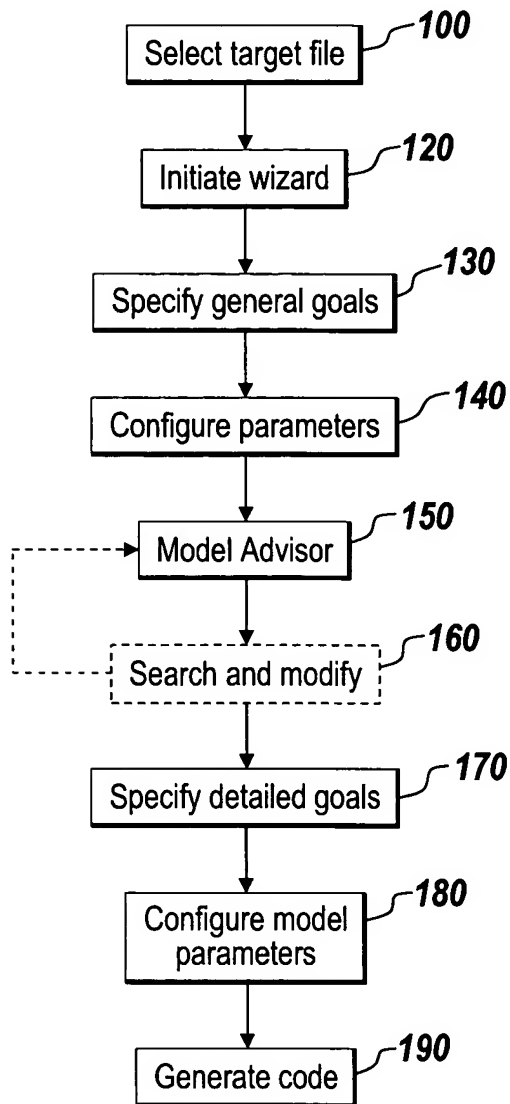 100
Select target file
120
Initiate wizard
130
Specify general goals
140
Configure parameters
150
Model Advisor
160
Search and modify
170
Specify detailed goals
180
Configure model
parameters
190
Generate code